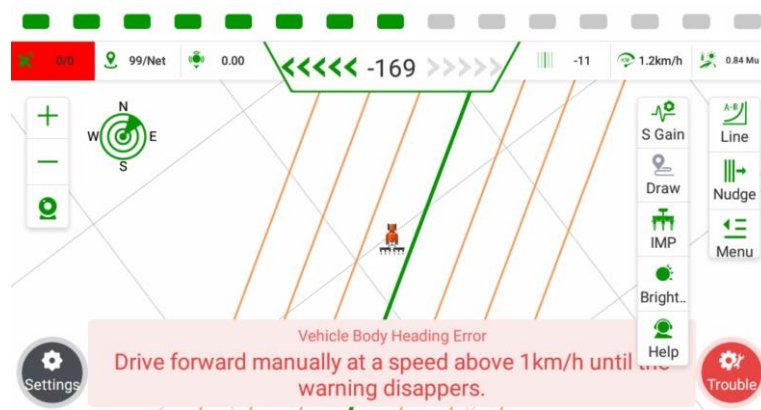 0/0
99/Net
0.00
-169
-11
1.2km/h
0.84 Mu
N
W E
S
S Gain
Draw
IMP
Bright..
Help
A-B
Line
Nudge
Menu
Vehicle Body Heading Error
Drive forward manually at a speed above 1km/h until the
warning disappers.
Settings
Trouble